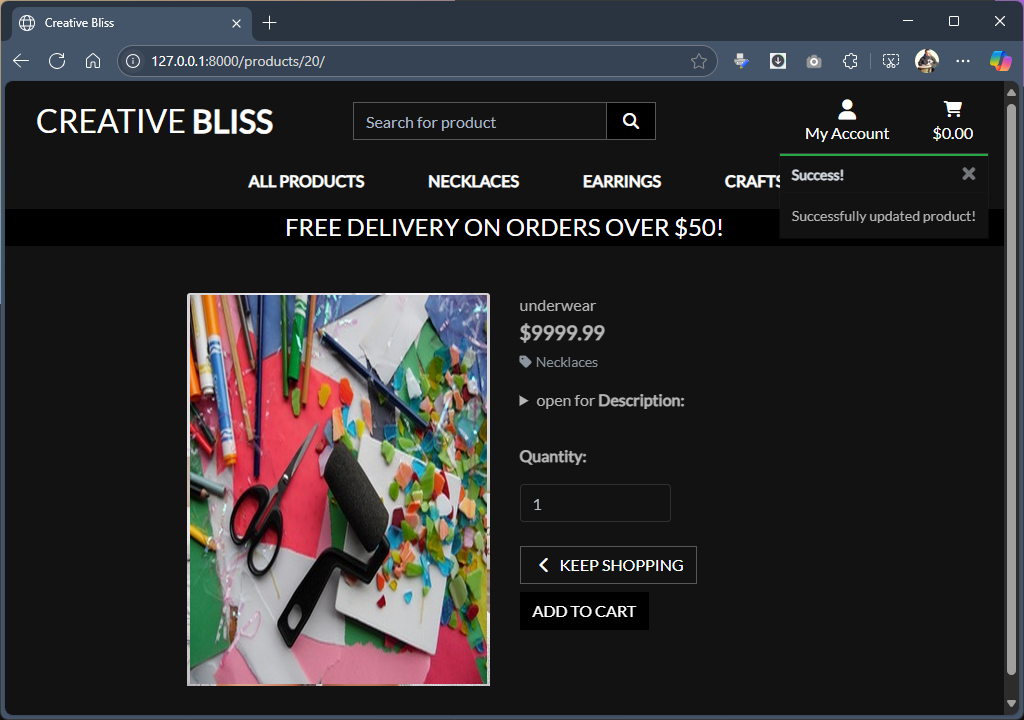 Creative Bliss
127.0.0.1:8000/products/20/
CREATIVE BLISS
Search for product
My Account
$0.00
ALL PRODUCTS NECKLACES EARRINGS CRAFTS
Success!
Successfully updated product!
FREE DELIVERY ON ORDERS OVER $50!
underwear
$9999.99
Necklaces
open for Description:
Quantity:
1
KEEP SHOPPING
ADD TO CART